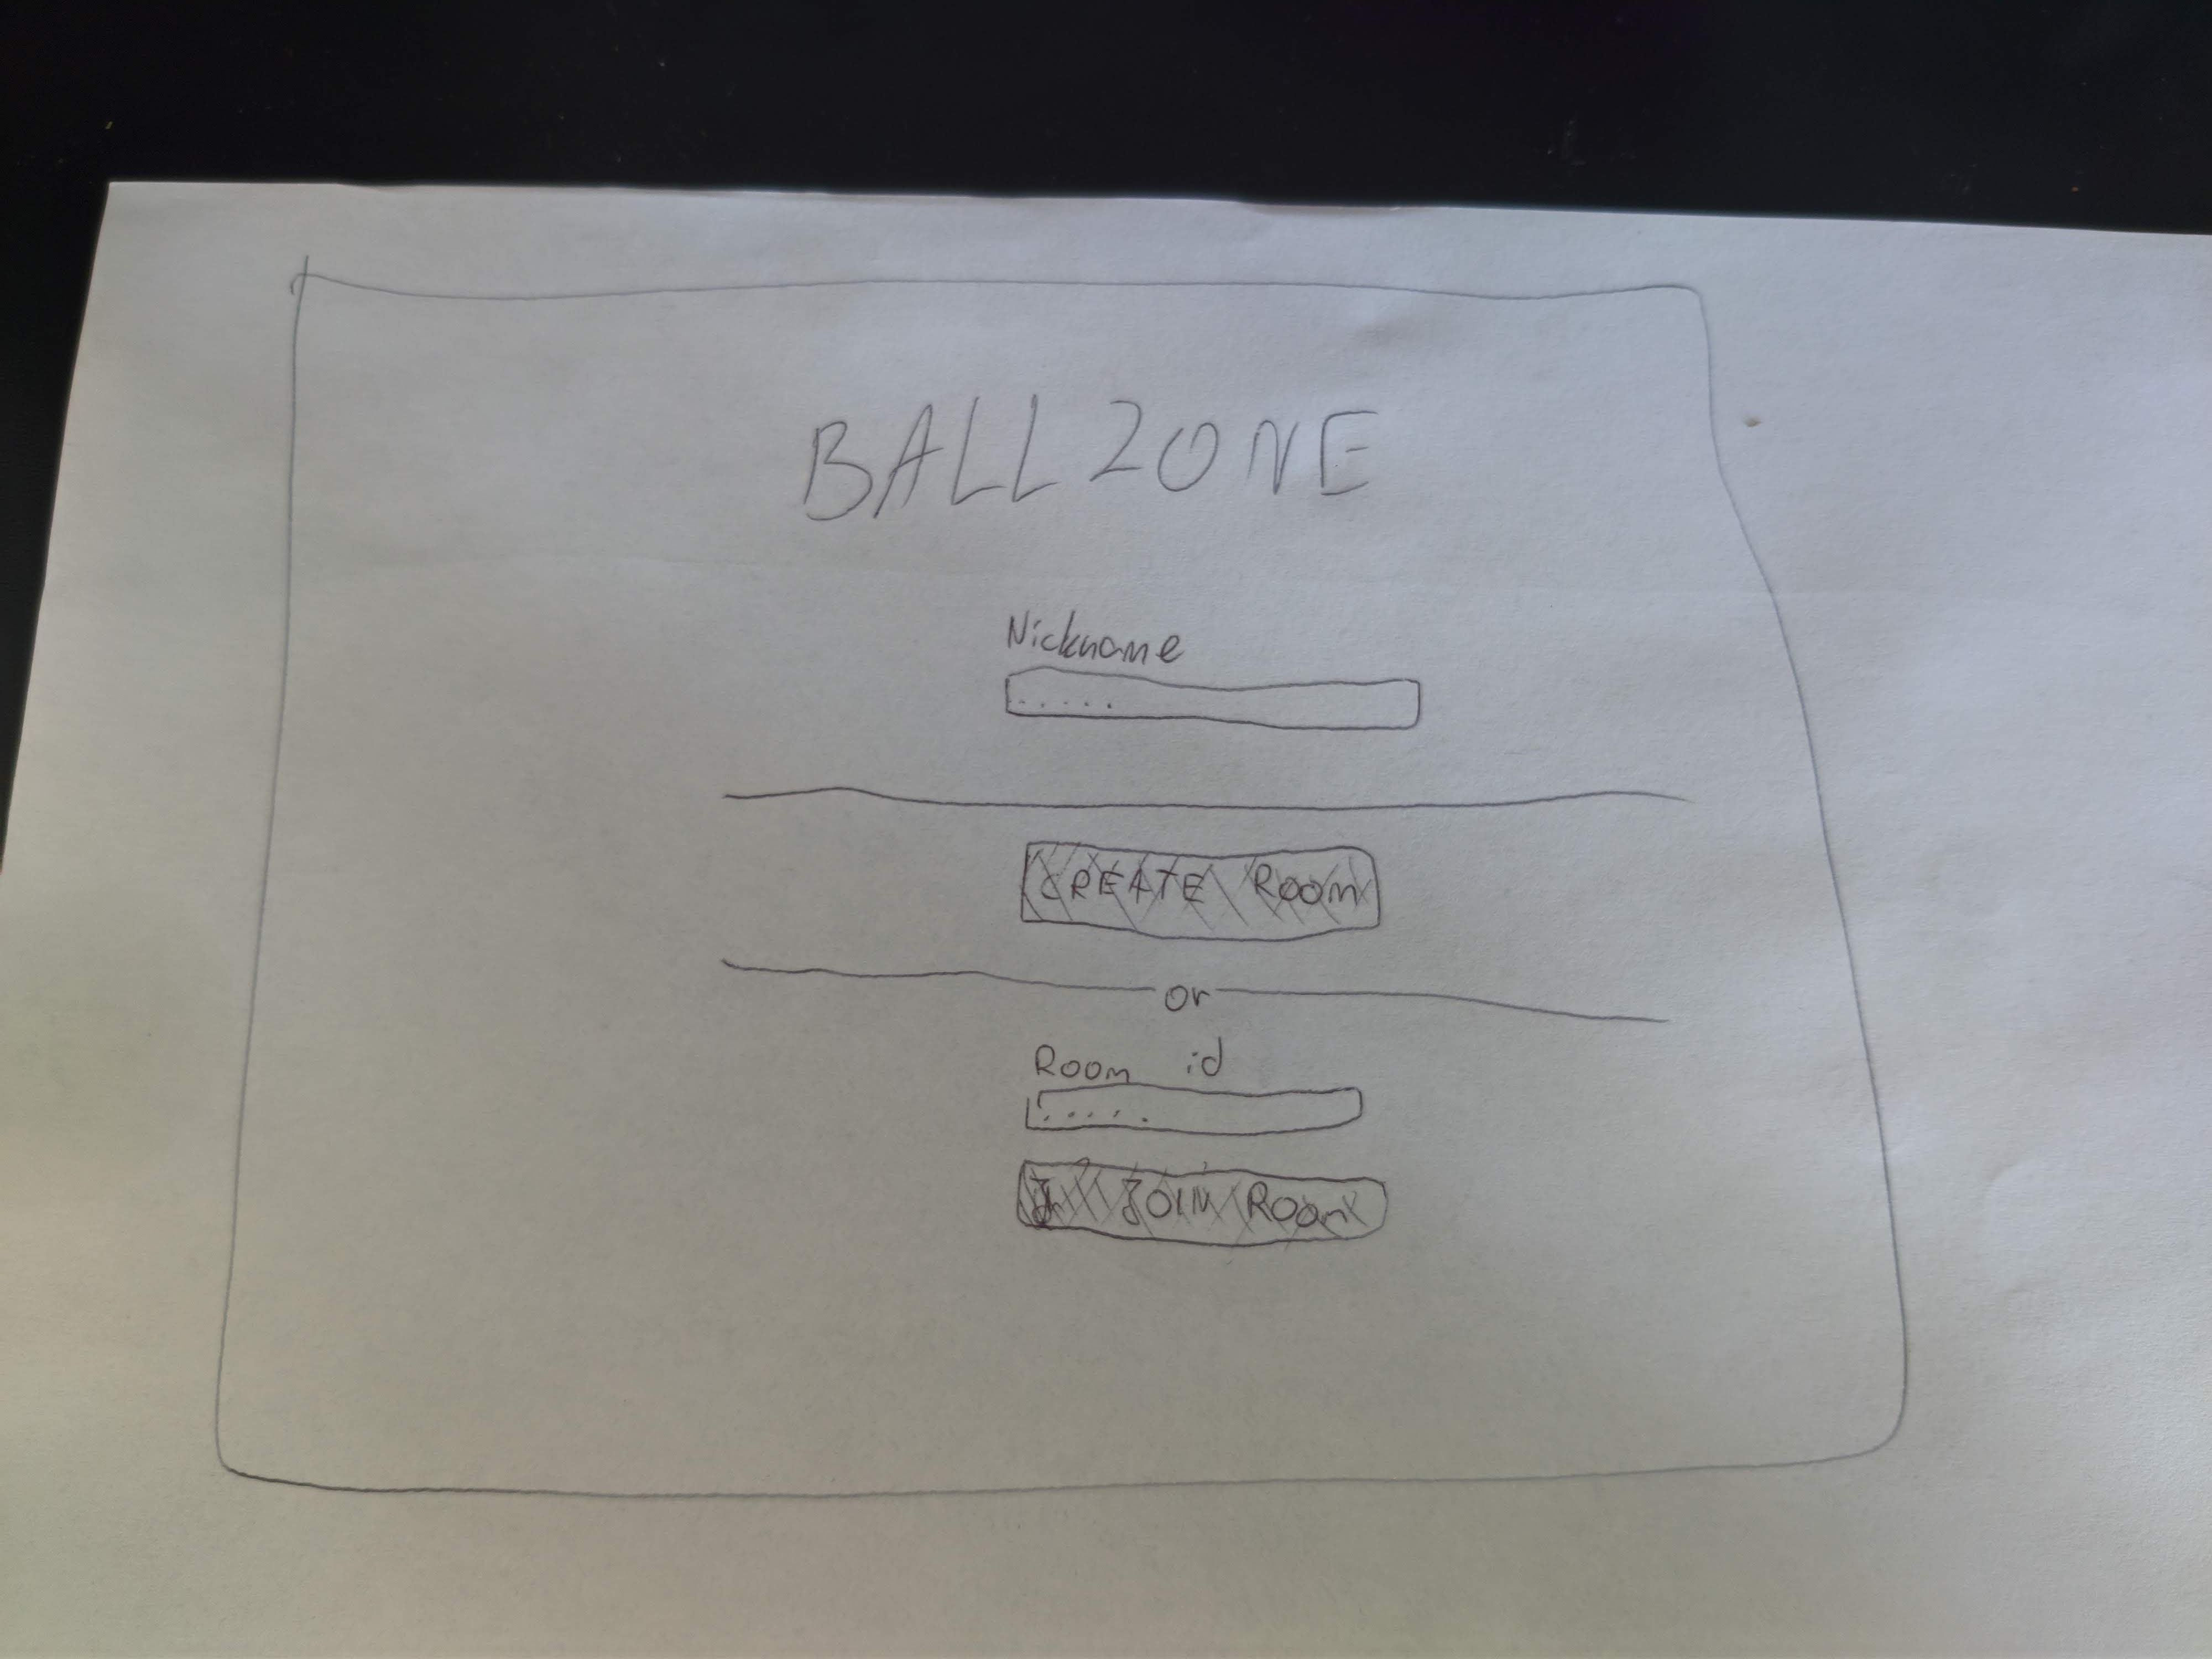 BALLZONE
Nickname
.....
CREATE Room
or
Room id
.....
JOIN Room